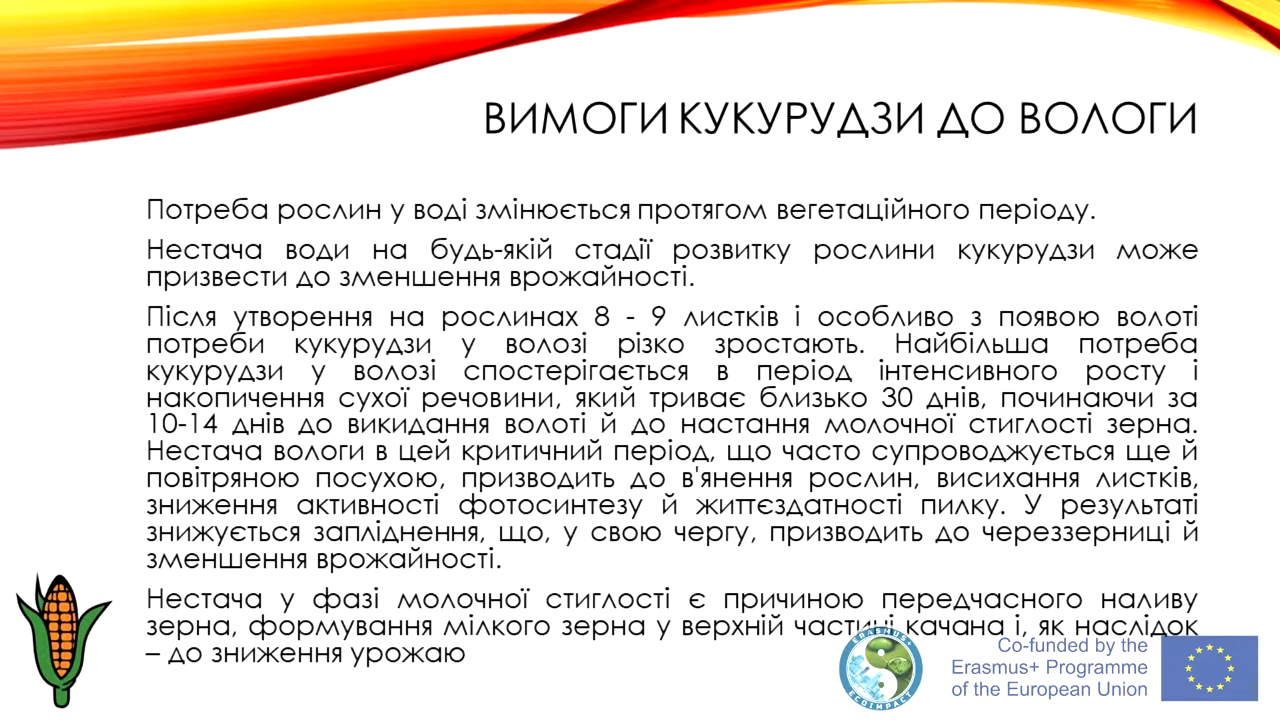 ВИМОГИ КУКУРУДЗИ ДО ВОЛОГИ
Потреба рослин у воді змінюється протягом вегетаційного періоду.
Нестача води на будь-якій стадії розвитку рослини кукурудзи може
призвести до зменшення врожайності.
Після утворення на рослинах 8 - 9 листків і особливо з появою волоті
потреби кукурудзи у волозі різко зростають. Найбільша потреба
кукурудзи у волозі спостерігається в період інтенсивного росту і
накопичення сухої речовини, який триває близько 30 днів, починаючи за
10-14 днів до викидання волоті й до настання молочної стиглості зерна.
Нестача вологи в цей критичний період, що часто супроводжується ще й
повітряною посухою, призводить до в'янення рослин, висихання листків,
зниження активності фотосинтезу й життєздатності пилку. У результаті
знижується запліднення, що, у свою чергу, призводить до череззерниці й
зменшення врожайності.
Нестача у фазі молочної стиглості є причиною передчасного наливу
зерна, формування мілкого зерна у верхній частині качана і, як наслідок
– до зниження урожаю
ERASMUS+
ECOIMPACT
Co-funded by the
Erasmus+ Programme
of the European Union